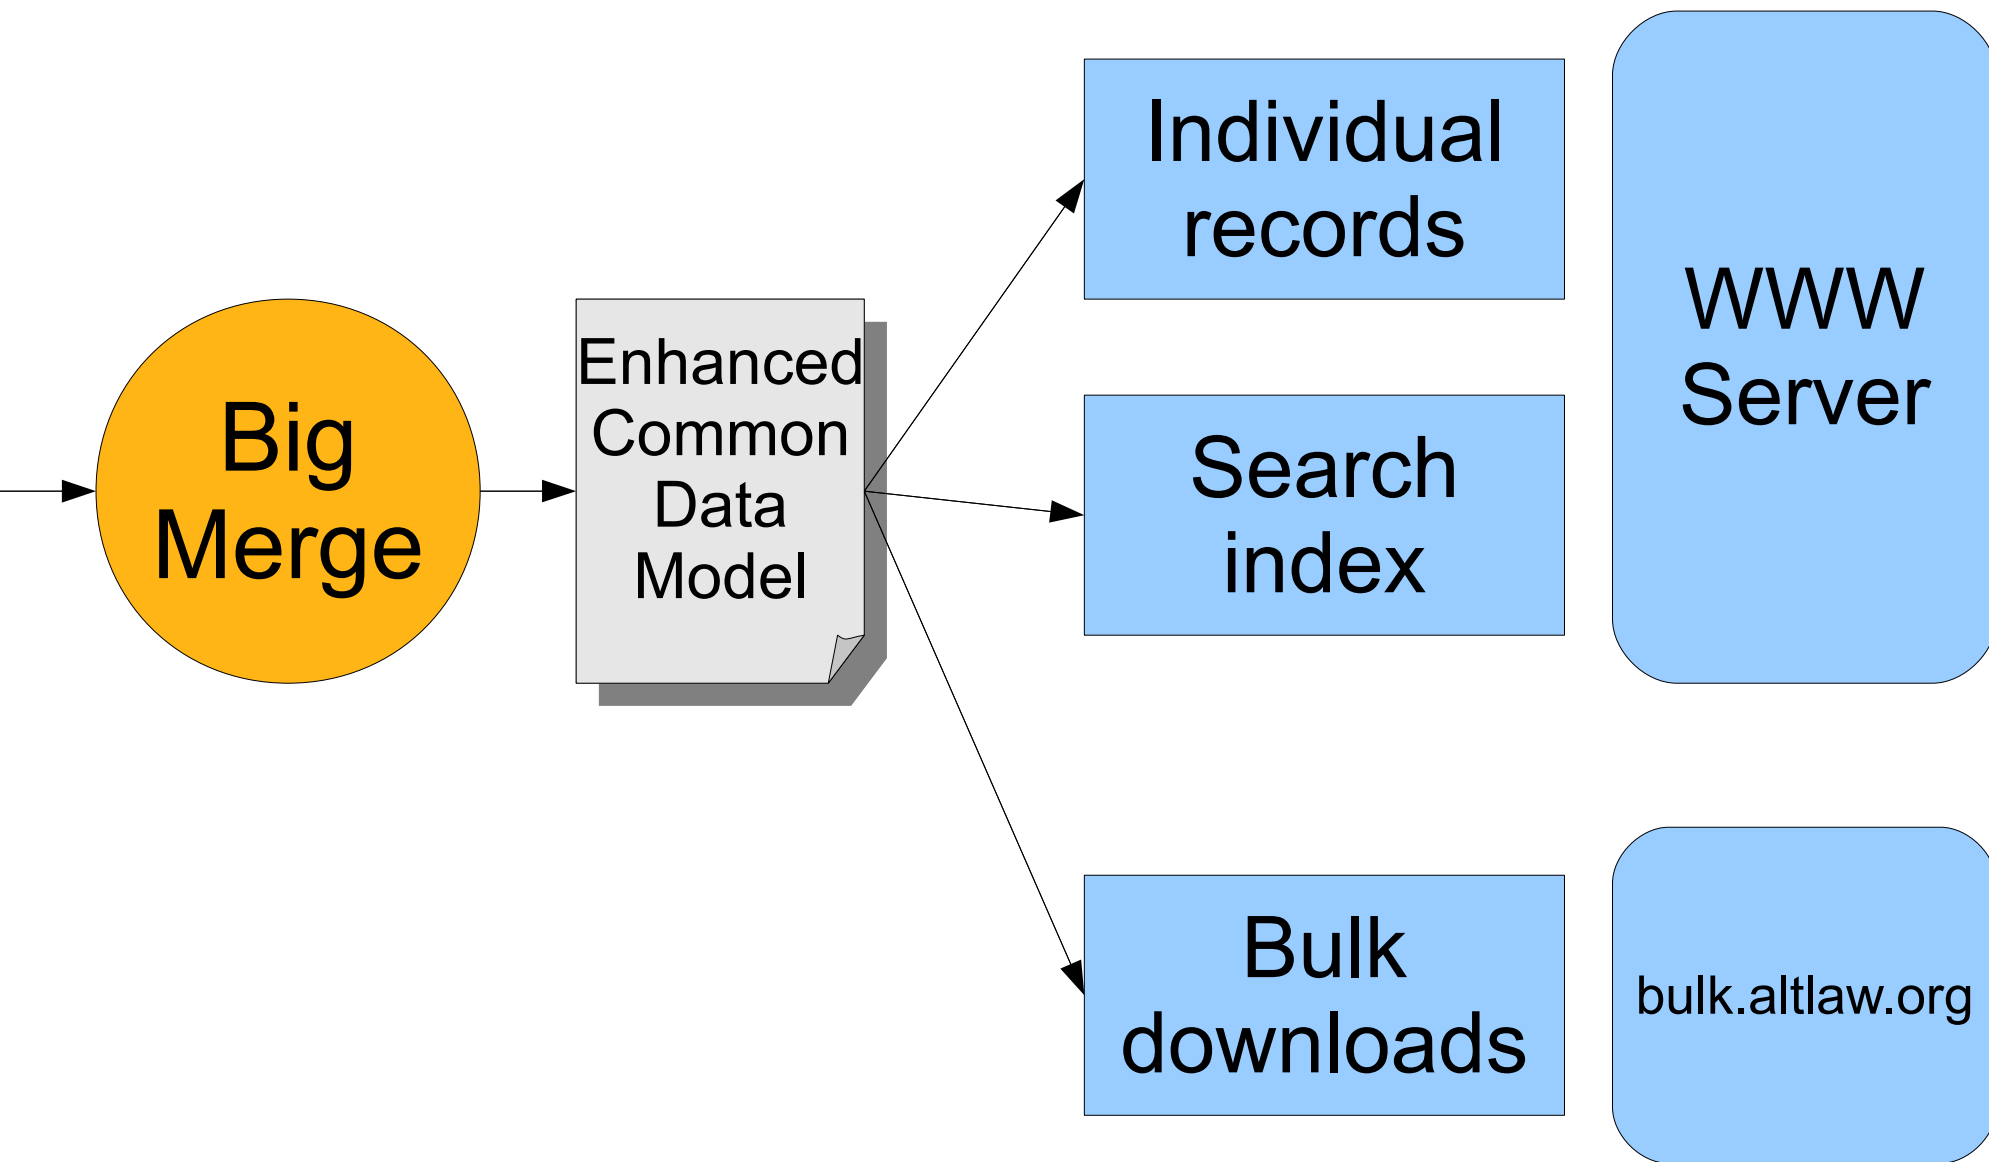 Big
Merge
Enhanced
Common
Data
Model
Individual
records
Search
index
Bulk
downloads
WWW
Server
bulk.altlaw.org